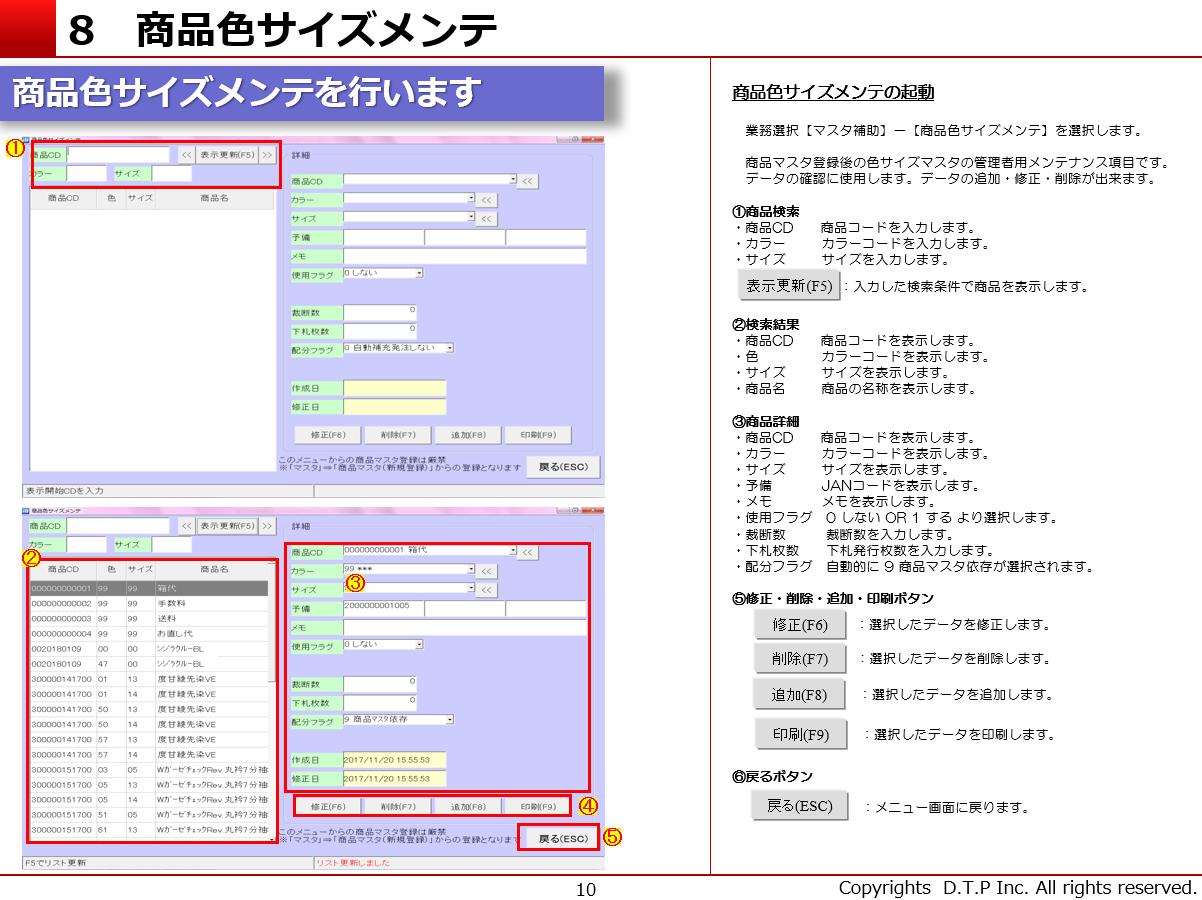 8 商品色サイズメンテ
商品色サイズメンテを行います
①
商品色サイズメンテ
商品CD << 表示更新(F5) >>
カラー サイズ
商品CD 色 サイズ 商品名
詳細
商品CD <<
カラー <<
サイズ <<
予備
メモ
使用フラグ 0 しない
裁断数 0
下札枚数 0
配分フラグ 0 自動補充発注しない
作成日
修正日
修正(F6) 削除(F7) 追加(F8) 印刷(F9)
このメニューからの商品マスタ登録は厳禁
※「マスタ」⇒「商品マスタ(新規登録)」からの登録となります
戻る(ESC)
表示開始CDを入力
商品色サイズメンテ
商品CD << 表示更新(F5) >>
カラー サイズ
②
商品CD 色 サイズ 商品名
000000000001 99 99 箱代
000000000002 99 99 手数料
000000000003 99 99 送料
000000000004 99 99 お直し代
0020180109 00 00 シジラクルーBL
0020180109 47 00 シジラクルーBL
300000141700 01 13 度甘綾先染VE
300000141700 01 14 度甘綾先染VE
300000141700 50 13 度甘綾先染VE
300000141700 50 14 度甘綾先染VE
300000141700 57 13 度甘綾先染VE
300000141700 57 14 度甘綾先染VE
300000151700 03 05 WガーゼチェックRev.丸衿7分袖
300000151700 05 13 WガーゼチェックRev.丸衿7分袖
300000151700 05 14 WガーゼチェックRev.丸衿7分袖
300000151700 51 05 WガーゼチェックRev.丸衿7分袖
300000151700 61 13 WガーゼチェックRev.丸衿7分袖
詳細
商品CD 000000000001 箱代 <<
カラー 99 *** <<
③
サイズ <<
予備 2000000001005
メモ
使用フラグ 0 しない
裁断数 0
下札枚数 0
配分フラグ 9 商品マスタ依存
作成日 2017/11/20 15:55:53
修正日 2017/11/20 15:55:53
修正(F6) 削除(F7) 追加(F8) 印刷(F9) ④
このメニューからの商品マスタ登録は厳禁
※「マスタ」⇒「商品マスタ(新規登録)」からの登録となります
戻る(ESC) ⑤
F5でリスト更新 リスト更新しました
商品色サイズメンテの起動
業務選択【マスタ補助】－【商品色サイズメンテ】を選択します。
商品マスタ登録後の色サイズマスタの管理者用メンテナンス項目です。
データの確認に使用します。データの追加・修正・削除が出来ます。
①商品検索
・商品CD 商品コードを入力します。
・カラー カラーコードを入力します。
・サイズ サイズを入力します。
表示更新(F5) ：入力した検索条件で商品を表示します。
②検索結果
・商品CD 商品コードを表示します。
・色 カラーコードを表示します。
・サイズ サイズを表示します。
・商品名 商品の名称を表示します。
③商品詳細
・商品CD 商品コードを表示します。
・カラー カラーコードを表示します。
・サイズ サイズを表示します。
・予備 JANコードを表示します。
・メモ メモを表示します。
・使用フラグ 0 しない OR 1 する より選択します。
・裁断数 裁断数を入力します。
・下札枚数 下札発行枚数を入力します。
・配分フラグ 自動的に 9 商品マスタ依存が選択されます。
⑤修正・削除・追加・印刷ボタン
修正(F6) ：選択したデータを修正します。
削除(F7) ：選択したデータを削除します。
追加(F8) ：選択したデータを追加します。
印刷(F9) ：選択したデータを印刷します。
⑥戻るボタン
戻る(ESC) ：メニュー画面に戻ります。
10
Copyrights D.T.P Inc. All rights reserved.